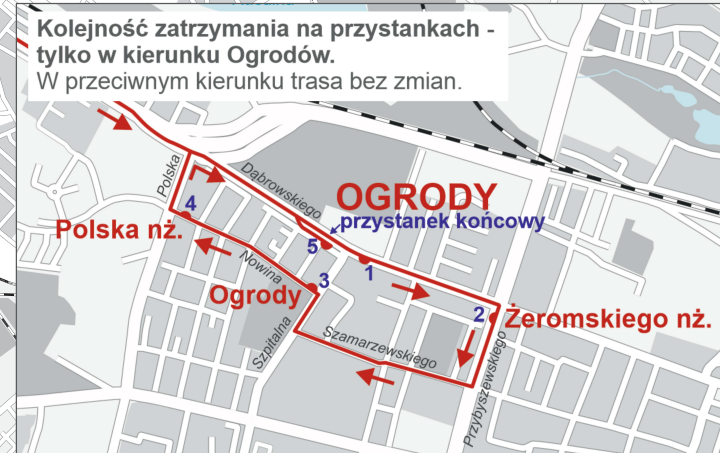 Kolejność zatrzymania na przystankach -
tylko w kierunku Ogrodów.
W przeciwnym kierunku trasa bez zmian.
Polska
Dąbrowskiego
OGRODY
przystanek końcowy
4
Polska nż.
5
1
Nowina
3
Ogrody
2
Żeromskiego nż.
Szpitalna
Szamarzewskiego
Przybyszewskiego